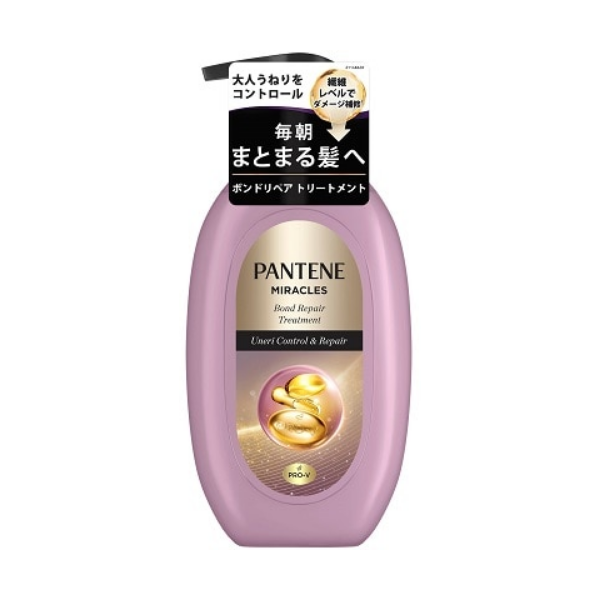 大人うねりを
コントロール
繊維
レベルで
ダメージ補修
毎朝
まとまる髪へ
ボンドリペア トリートメント
PANTENE
MIRACLES
Bond Repair
Treatment
Uneri Control & Repair
PRO-V